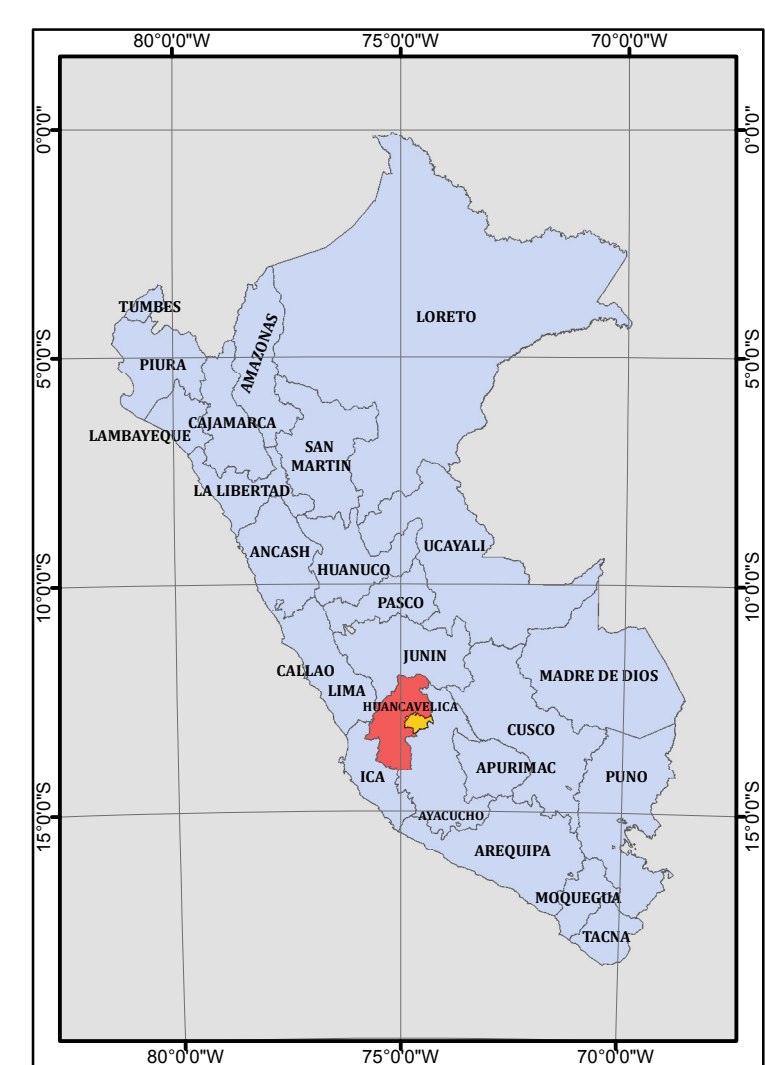 80°0'0"W
75°0'0"W
70°0'0"W
0°0'0"
0°0'0"
TUMBES
LORETO
AMAZONAS
5°0'0"S
5°0'0"S
PIURA
CAJAMARCA
LAMBAYEQUE
SAN
MARTIN
LA LIBERTAD
ANCASH
UCAYALI
HUANUCO
10°0'0"S
10°0'0"S
PASCO
JUNIN
CALLAO
MADRE DE DIOS
LIMA
HUANCAVELICA
CUSCO
APURIMAC
ICA
PUNO
15°0'0"S
15°0'0"S
AYACUCHO
AREQUIPA
MOQUEGUA
TACNA
80°0'0"W
75°0'0"W
70°0'0"W